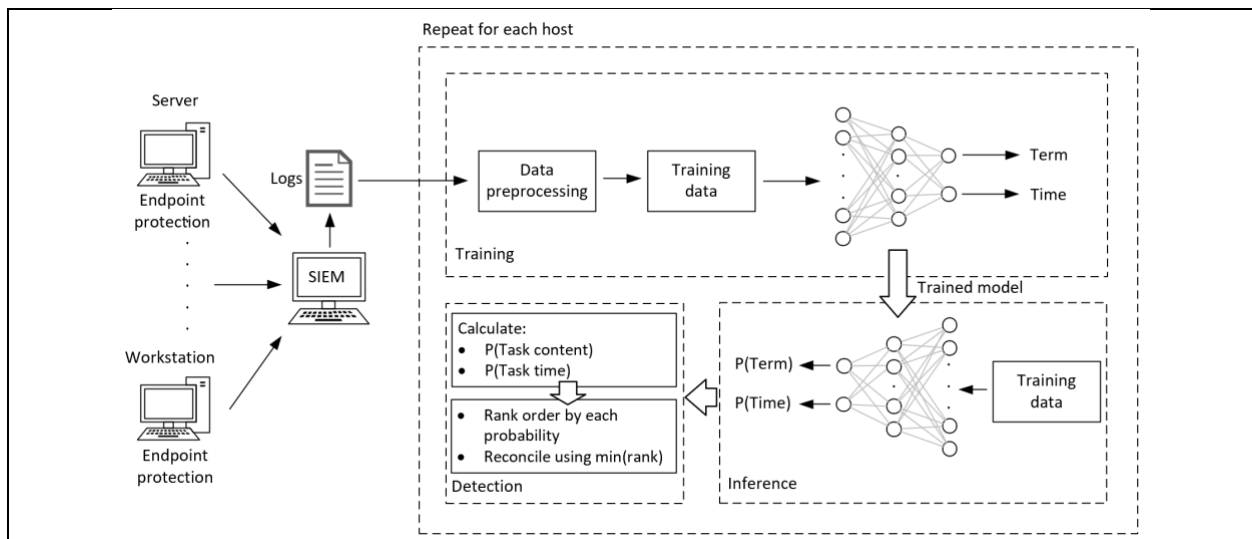 Repeat for each host
Server
Endpoint
protection
Logs
SIEM
Workstation
Endpoint
protection
Data
preprocessing
Training
data
Term
Time
Training
Trained model
Calculate:
• P(Task content)
• P(Task time)
• Rank order by each
probability
• Reconcile using min(rank)
Detection
P(Term)
P(Time)
Training
data
Inference